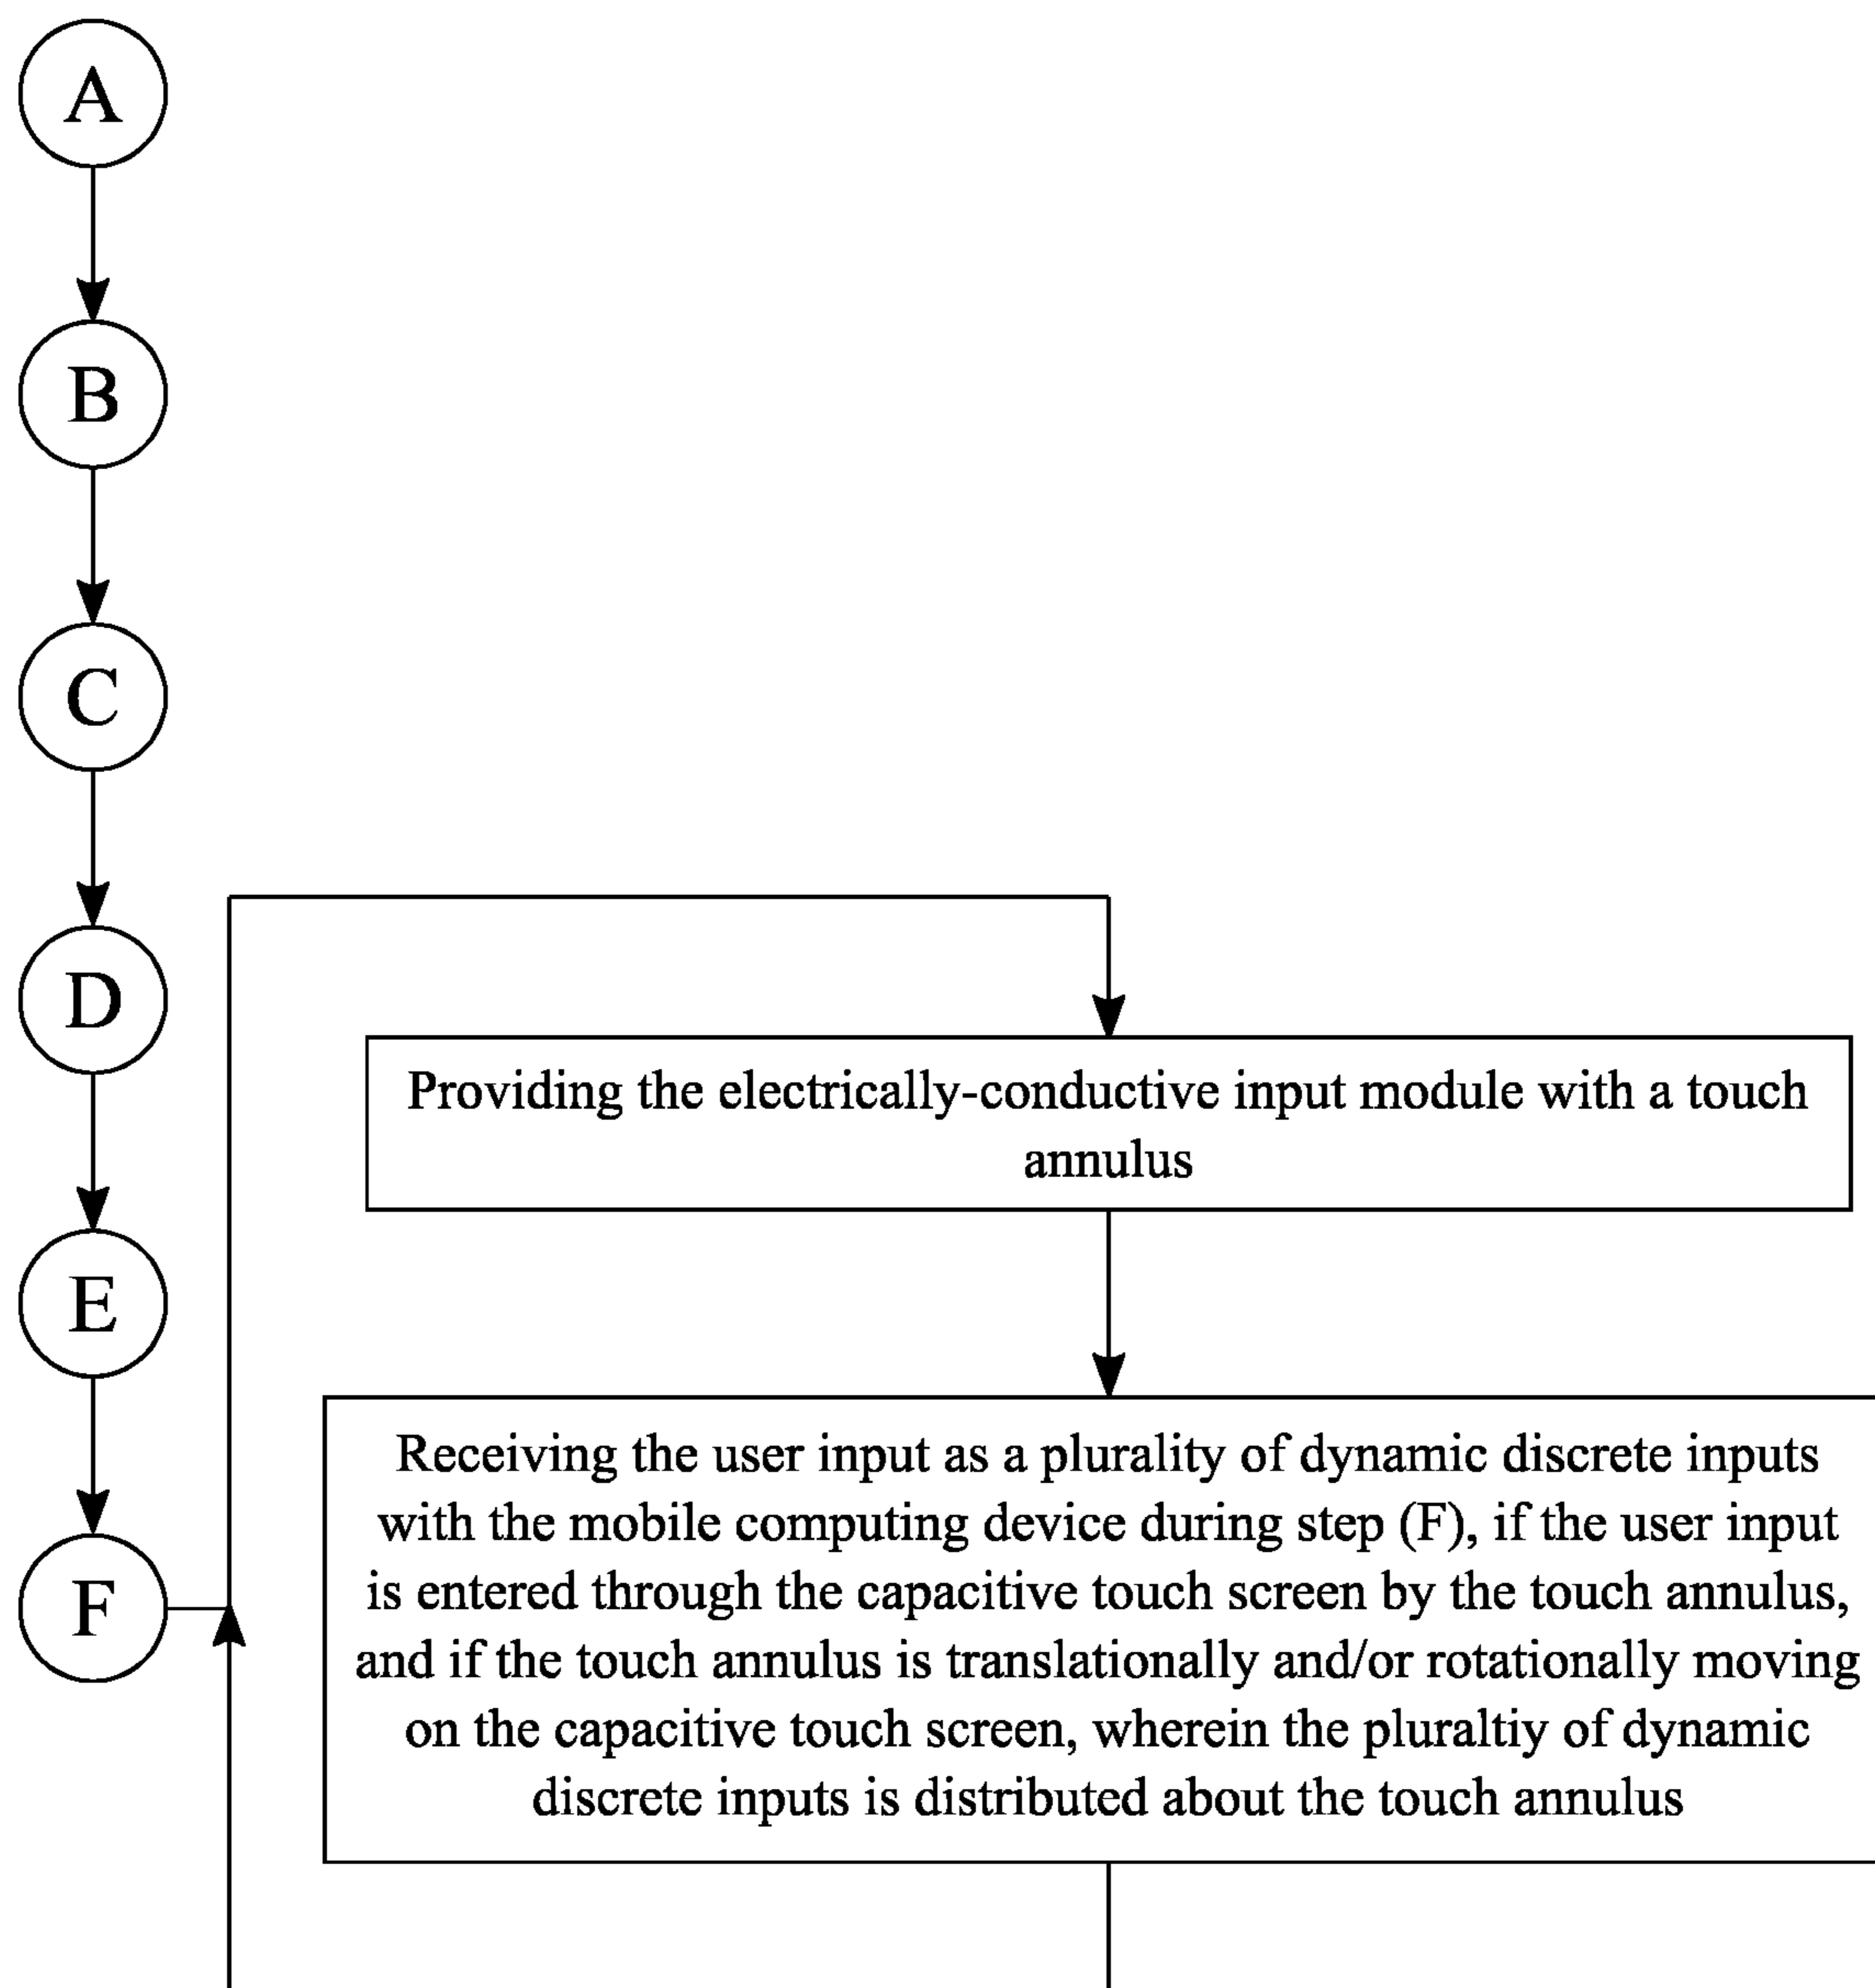 A
B
C
D
E
F
Providing the electrically-conductive input module with a touch
annulus
Receiving the user input as a plurality of dynamic discrete inputs
with the mobile computing device during step (F), if the user input
is entered through the capacitive touch screen by the touch annulus,
and if the touch annulus is translationally and/or rotationally moving
on the capacitive touch screen, wherein the pluraltiy of dynamic
discrete inputs is distributed about the touch annulus